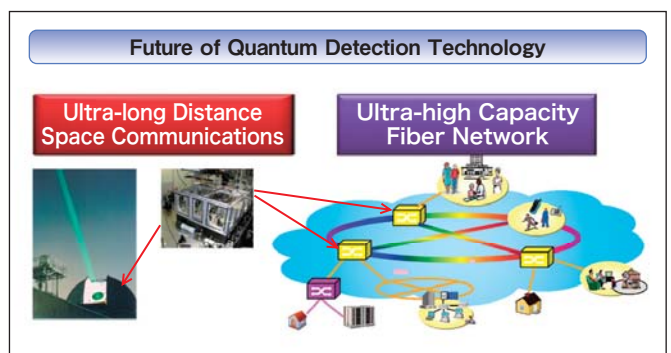 Future of Quantum Detection Technology
Ultra-long Distance
Space Communications
Ultra-high Capacity
Fiber Network